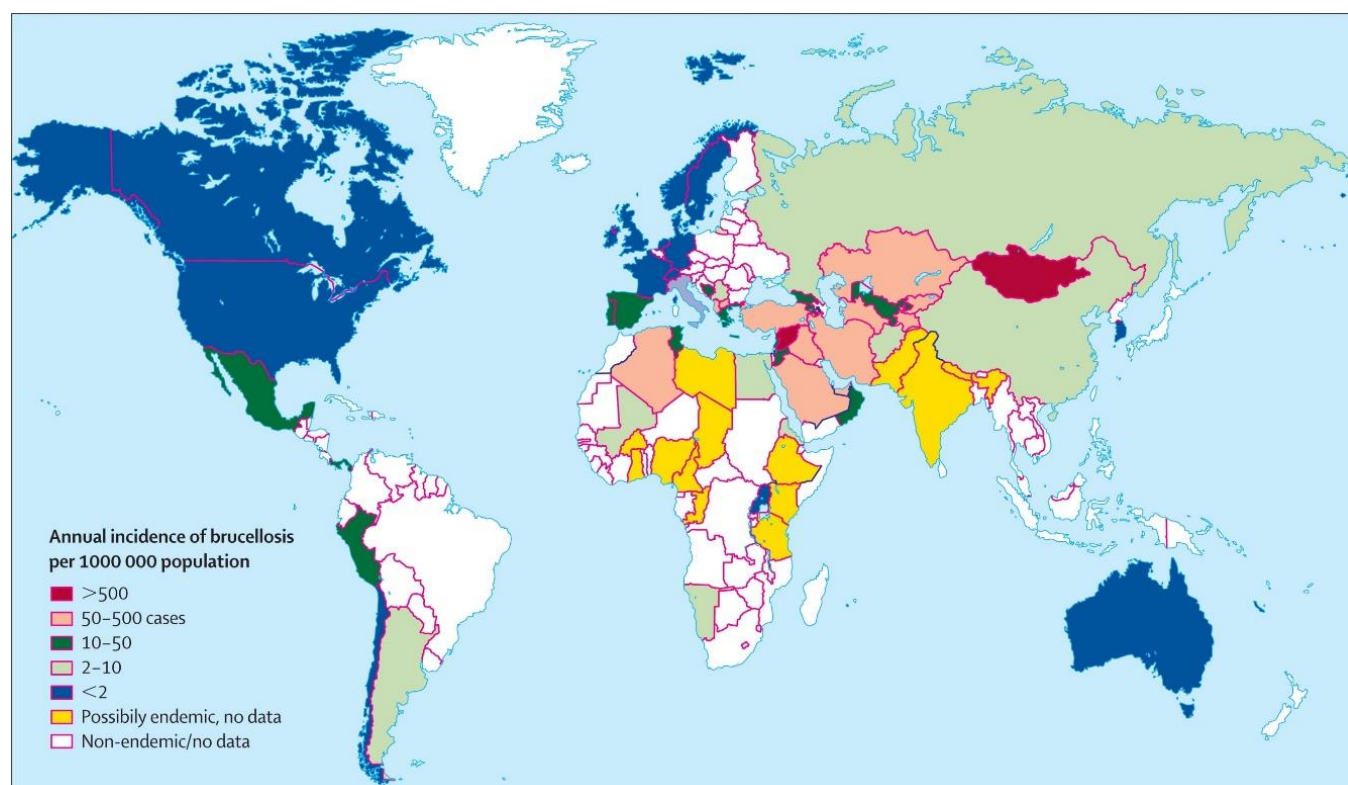 Annual incidence of brucellosis
per 1000 000 population
>500
50–500 cases
10–50
2–10
<2
Possibily endemic, no data
Non-endemic/no data